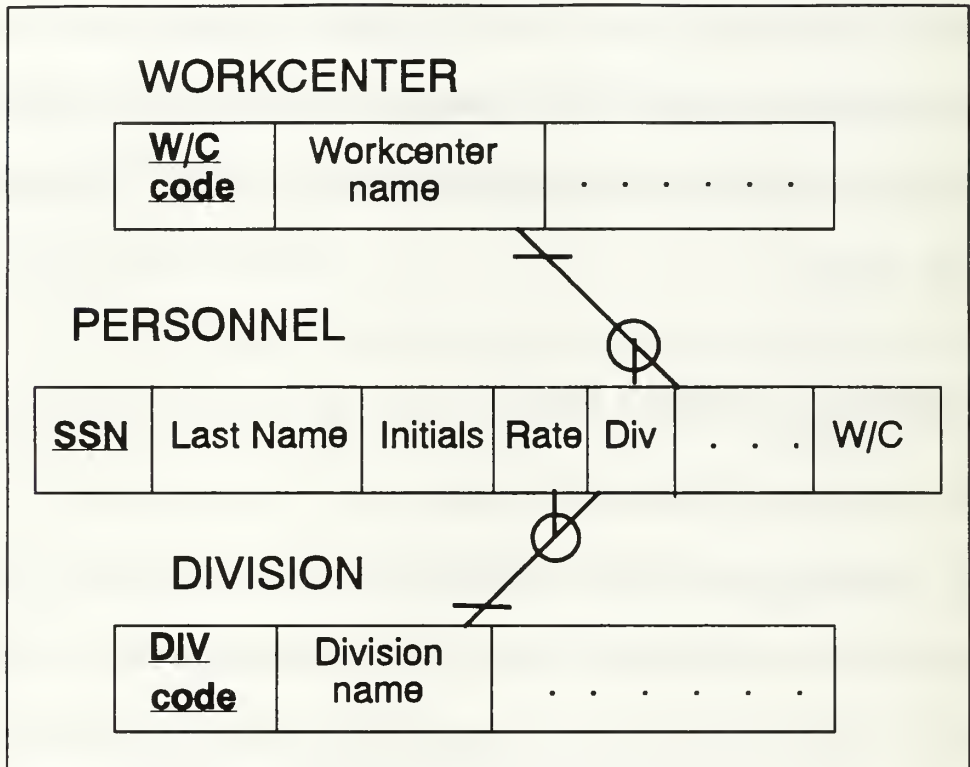 WORKCENTER
W/C code
Workcenter name
. . . . . .
PERSONNEL
SSN Last Name Initials Rate Div . . . W/C
DIVISION
DIV code
Division name
. . . . . .